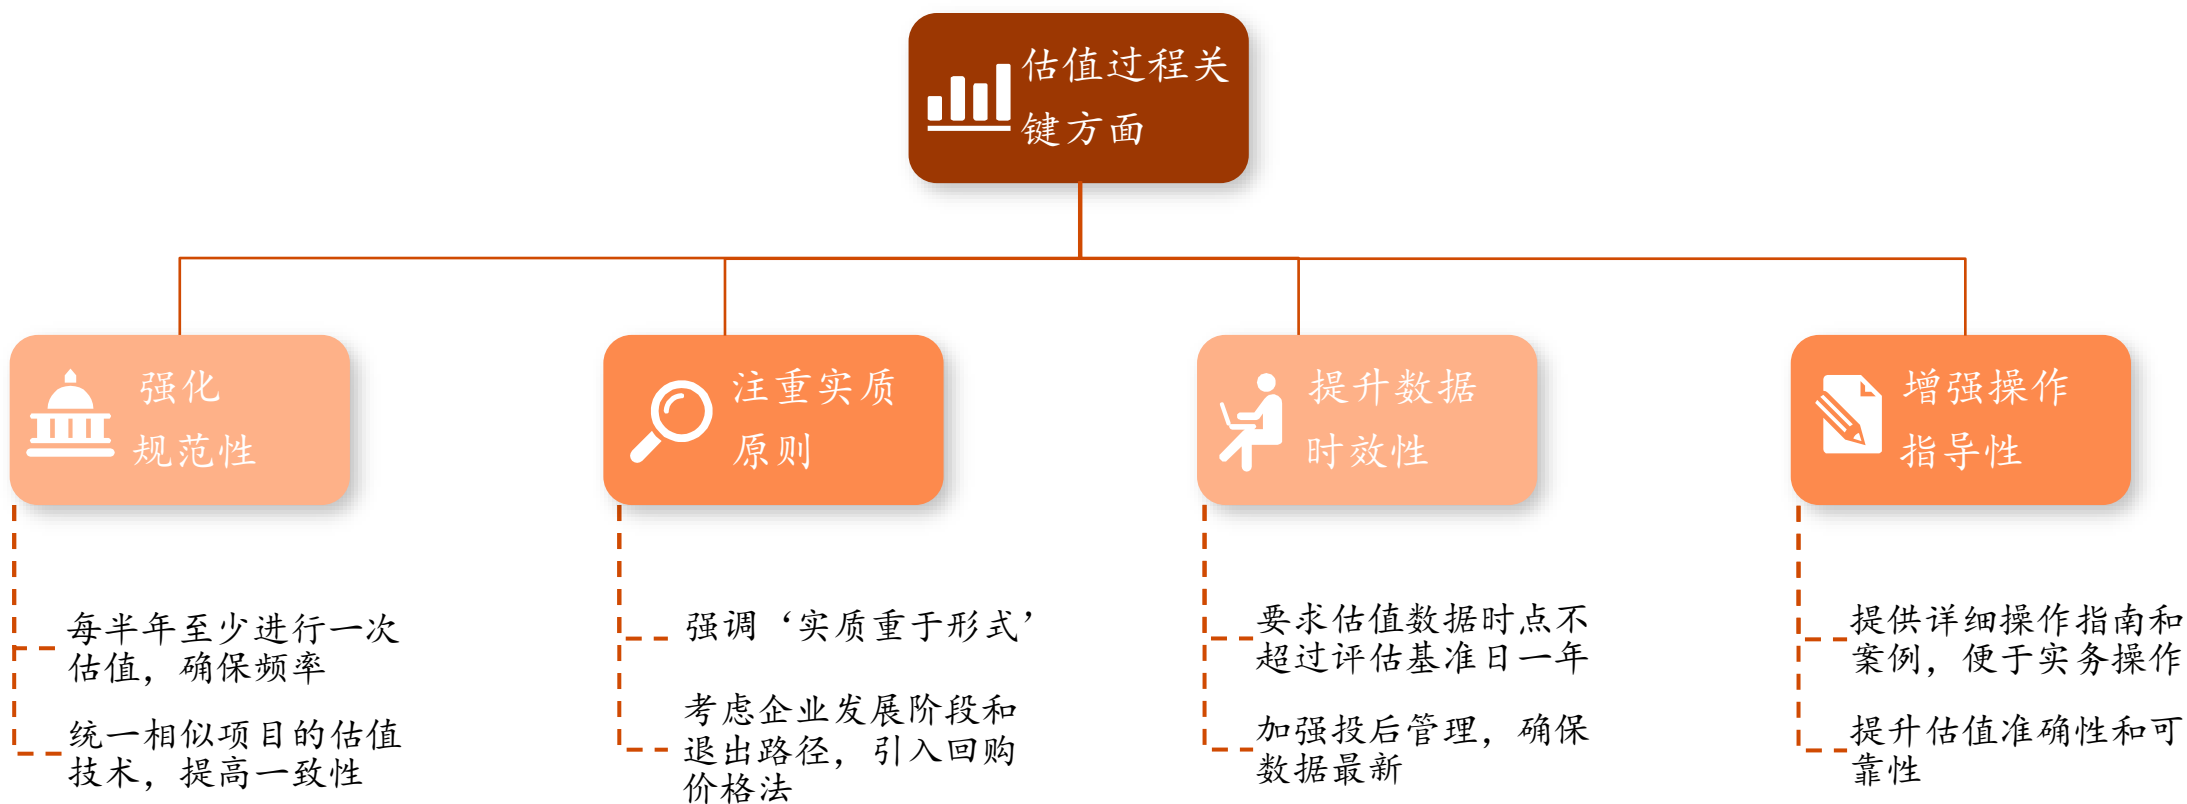 估值过程关
键方面
强化
规范性
注重实质
原则
提升数据
时效性
增强操作
指导性
每半年至少进行一次
估值，确保频率
统一相似项目的估值
技术，提高一致性
强调‘实质重于形式’
考虑企业发展阶段和
退出路径，引入回购
价格法
要求估值数据时点不
超过评估基准日一年
加强投后管理，确保
数据最新
提供详细操作指南和
案例，便于实务操作
提升估值准确性和可
靠性